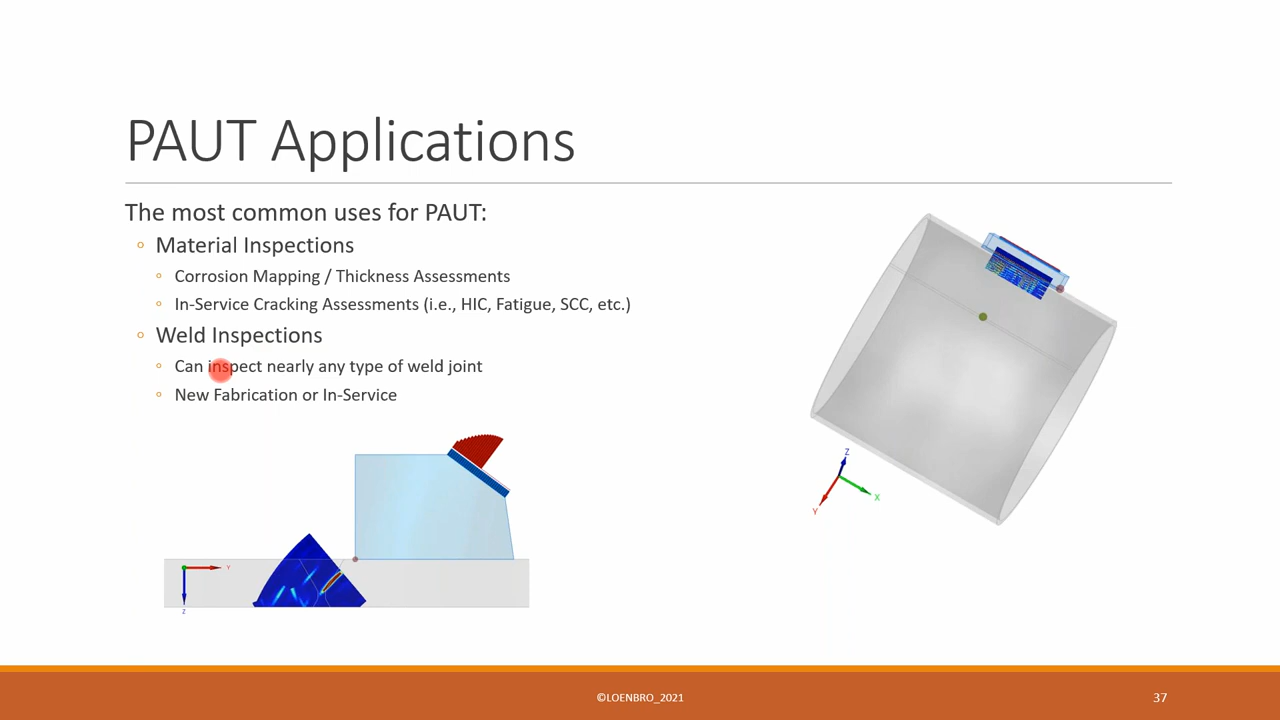 PAUT Applications
The most common uses for PAUT:
◦ Material Inspections
◦ Corrosion Mapping / Thickness Assessments
◦ In-Service Cracking Assessments (i.e., HIC, Fatigue, SCC, etc.)
◦ Weld Inspections
◦ Can inspect nearly any type of weld joint
◦ New Fabrication or In-Service
Z
X
Y
Y
Z
©LOENBRO_2021
37